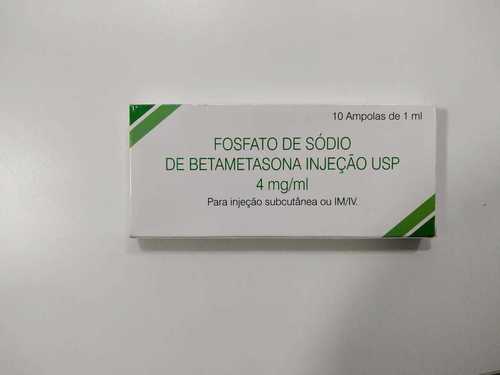 10 Ampolas de 1 ml
FOSFATO DE SÓDIO
DE BETAMETASONA INJEÇÃO USP
4 mg/ml
Para injeção subcutânea ou IM/IV.